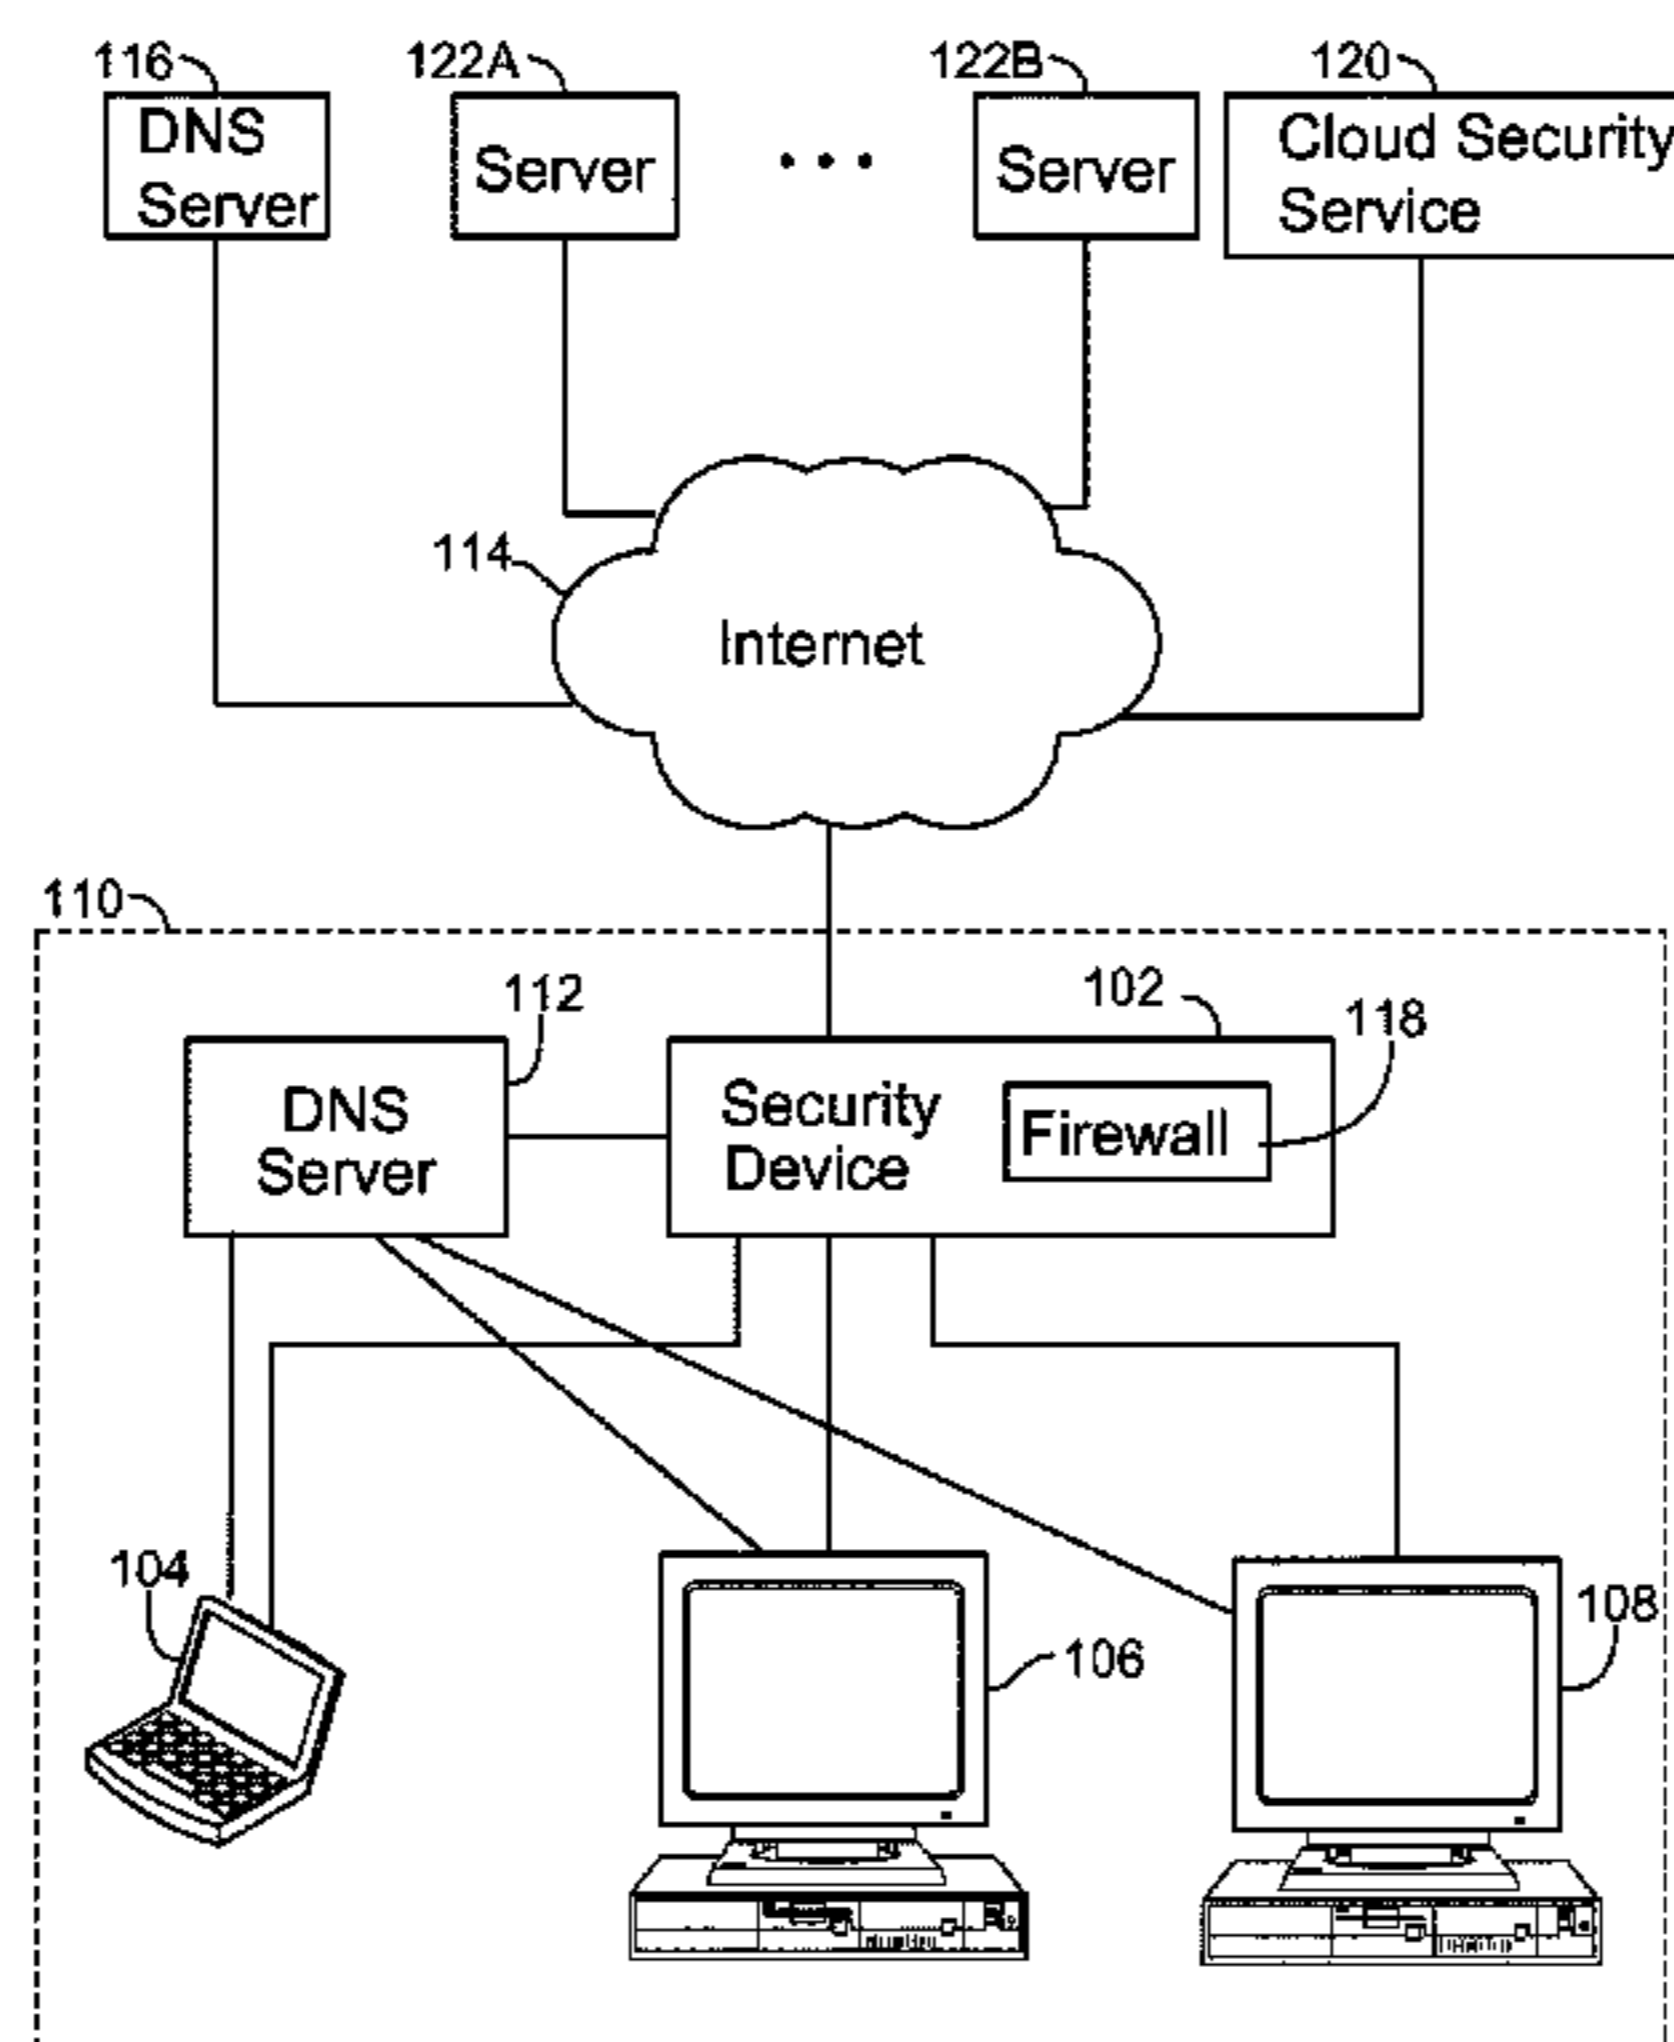 116
122A
122B
120
DNS
Server
Server
• • •
Server
Cloud Security
Service
114
Internet
110
112
102
118
DNS
Server
Security
Device
Firewall
104
106
108